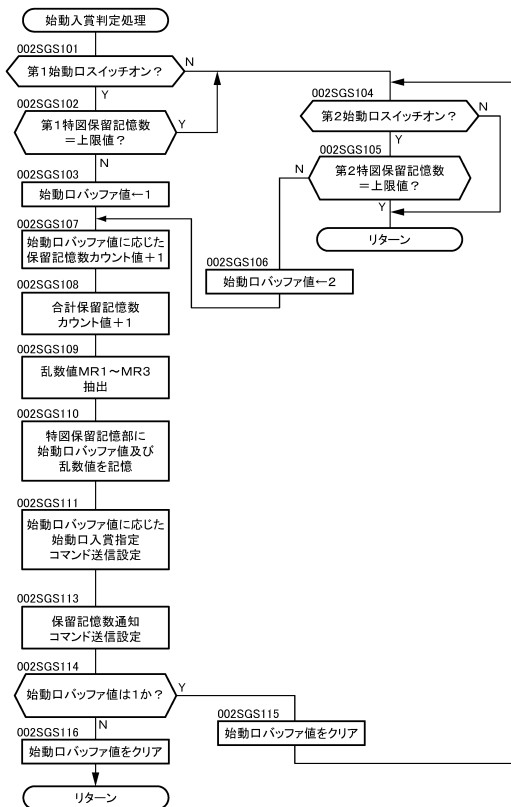 始動入賞判定処理
002SGS101
第1始動口スイッチオン？
N
Y
002SGS102
第1特図保留記憶数
＝上限値？
Y
N
002SGS103
始動口バッファ値←1
002SGS107
始動口バッファ値に応じた
保留記憶数カウント値＋1
002SGS108
合計保留記憶数
カウント値＋1
002SGS109
乱数値MR1～MR3
抽出
002SGS110
特図保留記憶部に
始動口バッファ値及び
乱数値を記憶
002SGS111
始動口バッファ値に応じた
始動口入賞指定
コマンド送信設定
002SGS113
保留記憶数通知
コマンド送信設定
002SGS114
始動口バッファ値は1か？
Y
N
002SGS116
始動口バッファ値をクリア
リターン
002SGS104
第2始動口スイッチオン？
N
Y
002SGS105
第2特図保留記憶数
＝上限値？
N
Y
リターン
002SGS106
始動口バッファ値←2
002SGS115
始動口バッファ値をクリア